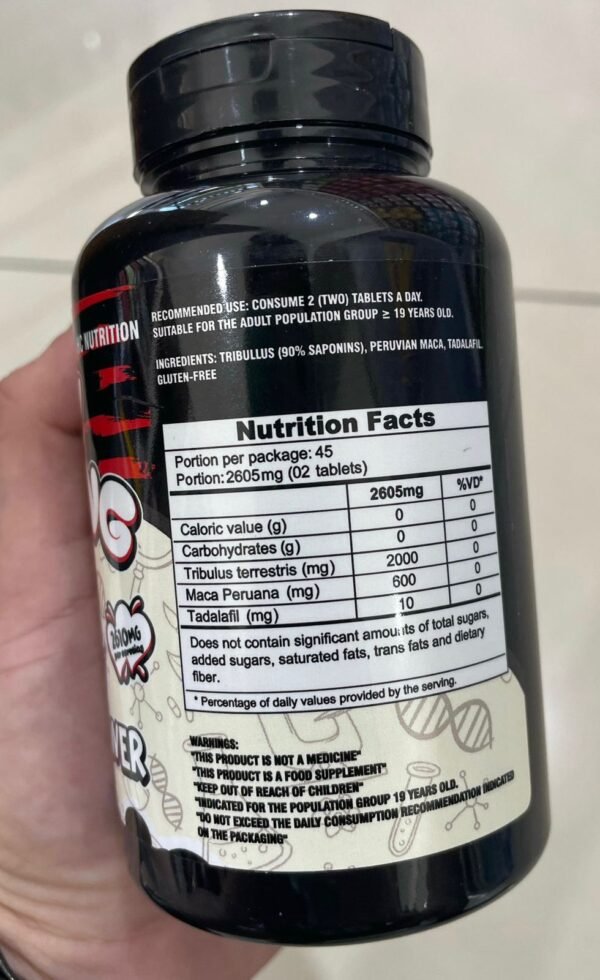 NUTRITION
RECOMMENDED USE: CONSUME 2 (TWO) TABLETS A DAY.
SUITABLE FOR THE ADULT POPULATION GROUP ≥ 19 YEARS OLD.
INGREDIENTS: TRIBULLUS (90% SAPONINS), PERUVIAN MACA, TADALAFIL.
GLUTEN-FREE
Nutrition Facts
Portion per package: 45
Portion: 2605mg (02 tablets)
2605mg %VD*
Caloric value (g) 0 0
Carbohydrates (g) 0 0
Tribulus terrestris (mg) 2000 0
Maca Peruana (mg) 600 0
Tadalafil (mg) 10 0
Does not contain significant amounts of total sugars,
added sugars, saturated fats, trans fats and dietary
fiber.
* Percentage of daily values provided by the serving.
2610MG
VER
WARNINGS:
"THIS PRODUCT IS NOT A MEDICINE"
"THIS PRODUCT IS A FOOD SUPPLEMENT"
"KEEP OUT OF REACH OF CHILDREN"
"INDICATED FOR THE POPULATION GROUP 19 YEARS OLD.
"DO NOT EXCEED THE DAILY CONSUMPTION RECOMMENDATION INDICATED
ON THE PACKAGING"